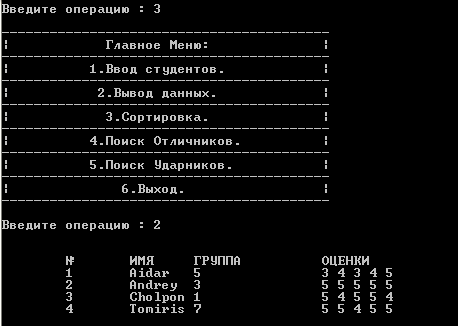 Введите операцию : 3
Главное Меню:
1.Ввод студентов.
2.Вывод данных.
3.Сортировка.
4.Поиск Отличников.
5.Поиск Ударников.
6.Выход.
Введите операцию : 2
№ ИМЯ ГРУППА ОЦЕНКИ
1 Aidar 5 3 4 3 4 5
2 Andrey 3 5 5 5 5 5
3 Cholpon 1 5 4 5 5 4
4 Tomiris 7 5 5 4 5 5